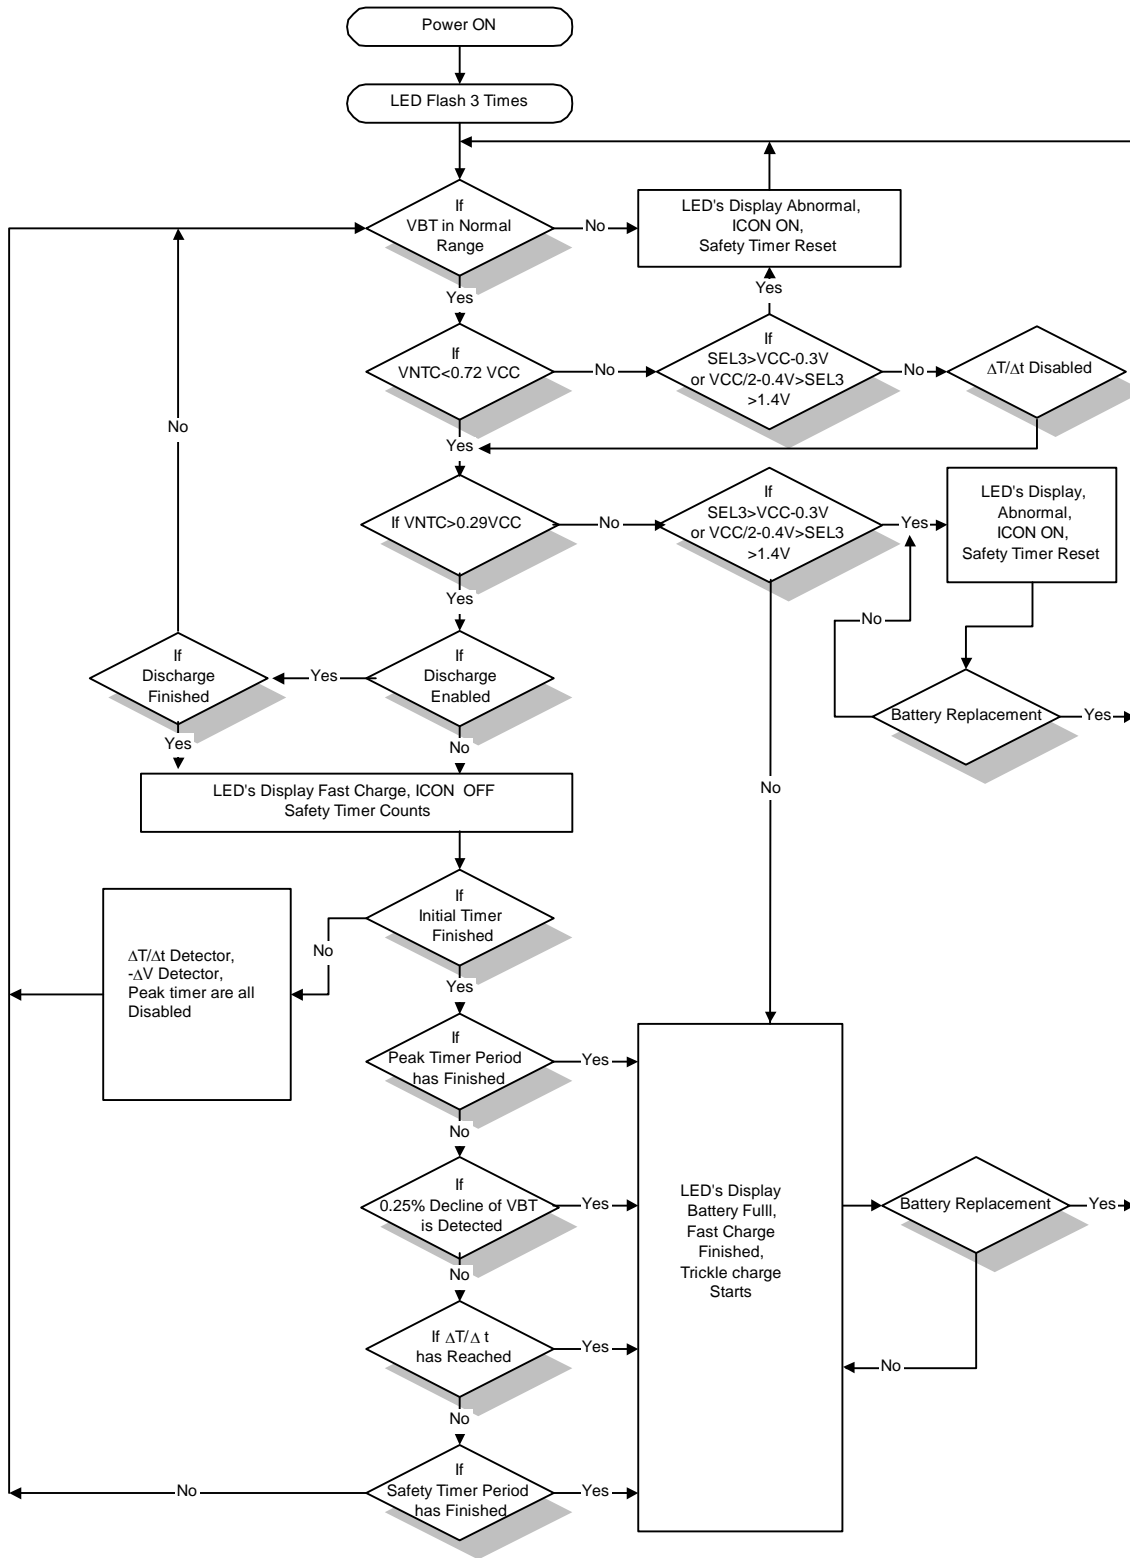 Power ON
LED Flash 3 Times
If
VBT in Normal
Range
No
LED's Display Abnormal,
ICON ON,
Safety Timer Reset
Yes
Yes
If
VNTC<0.72 VCC
No
If
SEL3>VCC-0.3V
or VCC/2-0.4V>SEL3
>1.4V
No
ΔT/Δt Disabled
No
Yes
If VNTC>0.29VCC
No
If
SEL3>VCC-0.3V
or VCC/2-0.4V>SEL3
>1.4V
Yes
LED's Display,
Abnormal,
ICON ON,
Safety Timer Reset
Yes
No
If
Discharge
Finished
Yes
If
Discharge
Enabled
Battery Replacement
Yes
Yes
No
No
LED's Display Fast Charge, ICON OFF
Safety Timer Counts
If
Initial Timer
Finished
No
ΔT/Δt Detector,
-ΔV Detector,
Peak timer are all
Disabled
Yes
If
Peak Timer Period
has Finished
Yes
No
If
0.25% Decline of VBT
is Detected
Yes
LED's Display
Battery Fulll,
Fast Charge
Finished,
Trickle charge
Starts
Battery Replacement
Yes
No
If ΔT/Δ t
has Reached
Yes
No
No
If
Safety Timer Period
has Finished
No
Yes